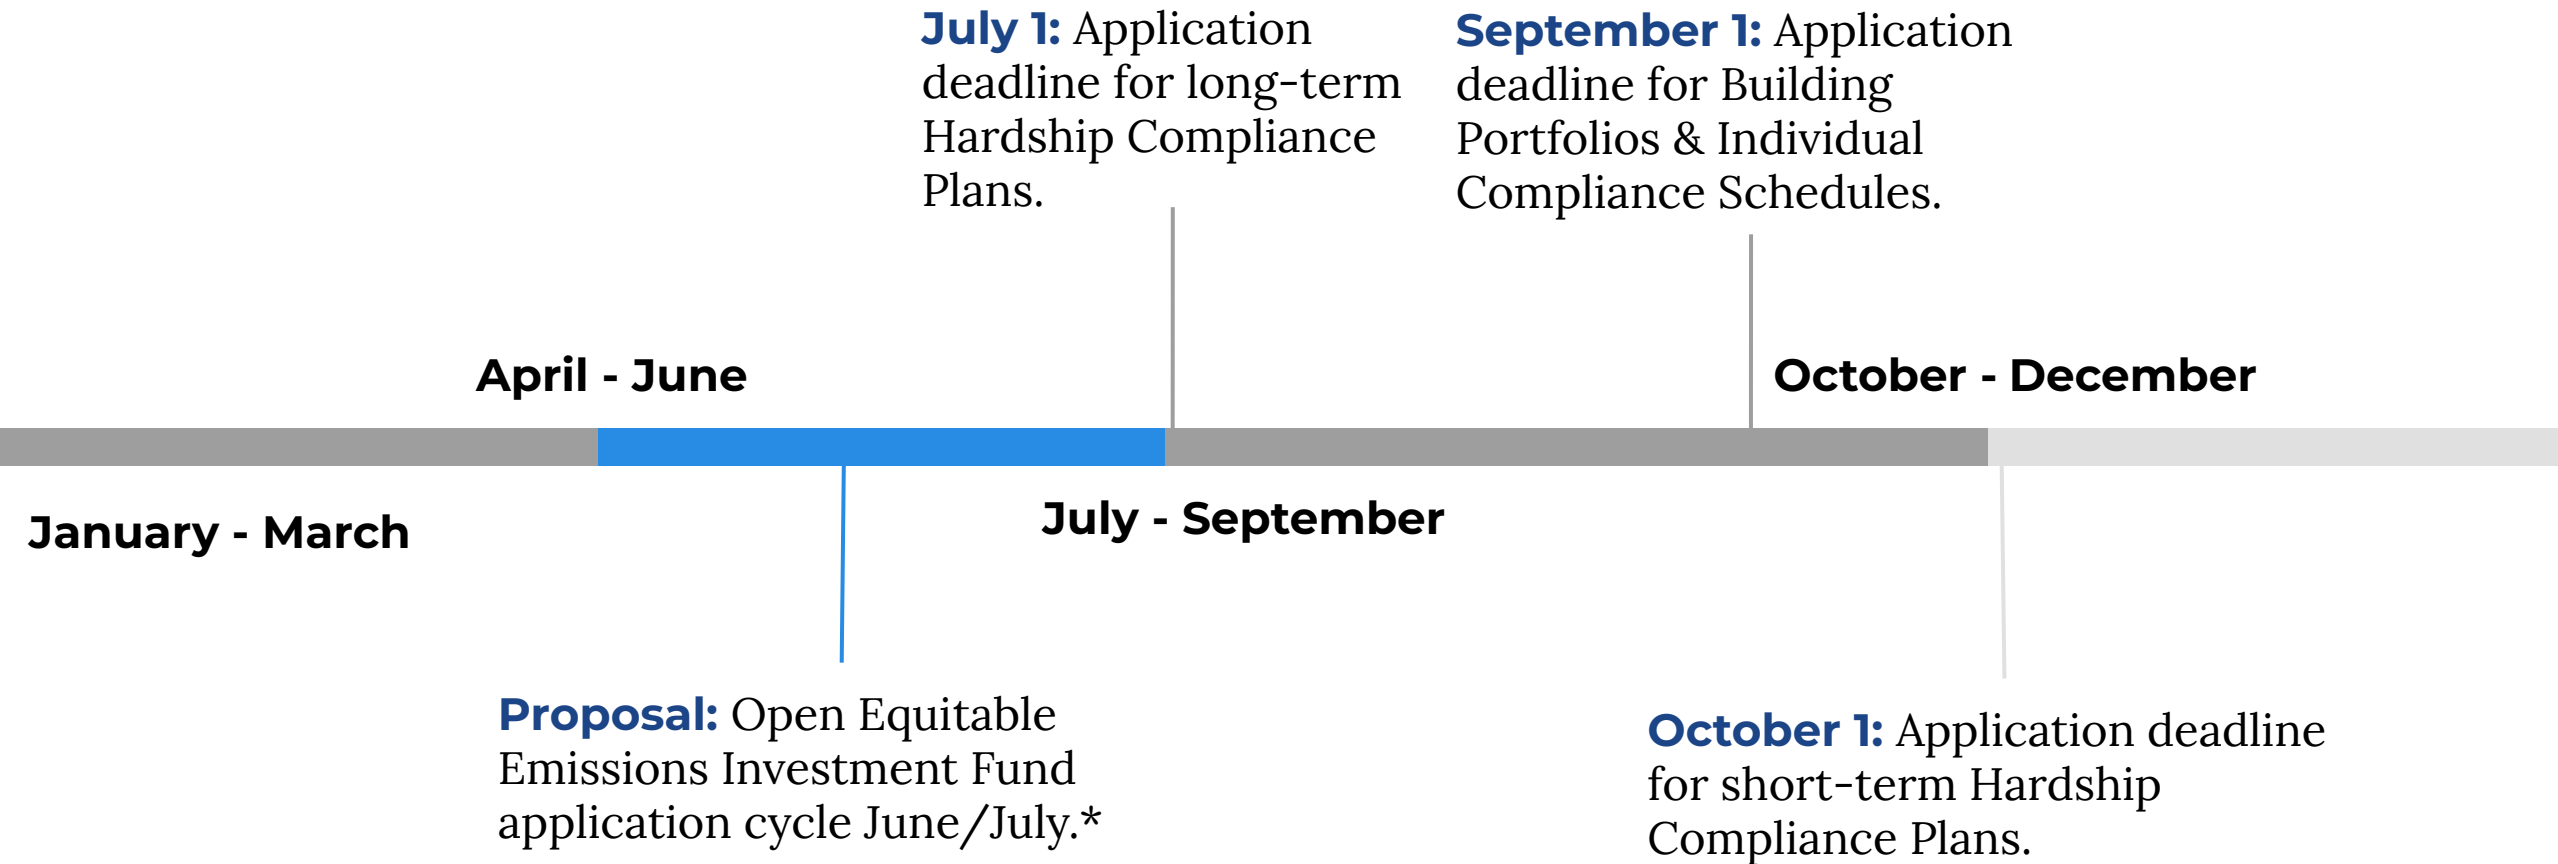 July 1: Application
deadline for long-term
Hardship Compliance
Plans.
September 1: Application
deadline for Building
Portfolios & Individual
Compliance Schedules.
April - June
October - December
January - March
July - September
Proposal: Open Equitable
Emissions Investment Fund
application cycle June/July.*
October 1: Application deadline
for short-term Hardship
Compliance Plans.